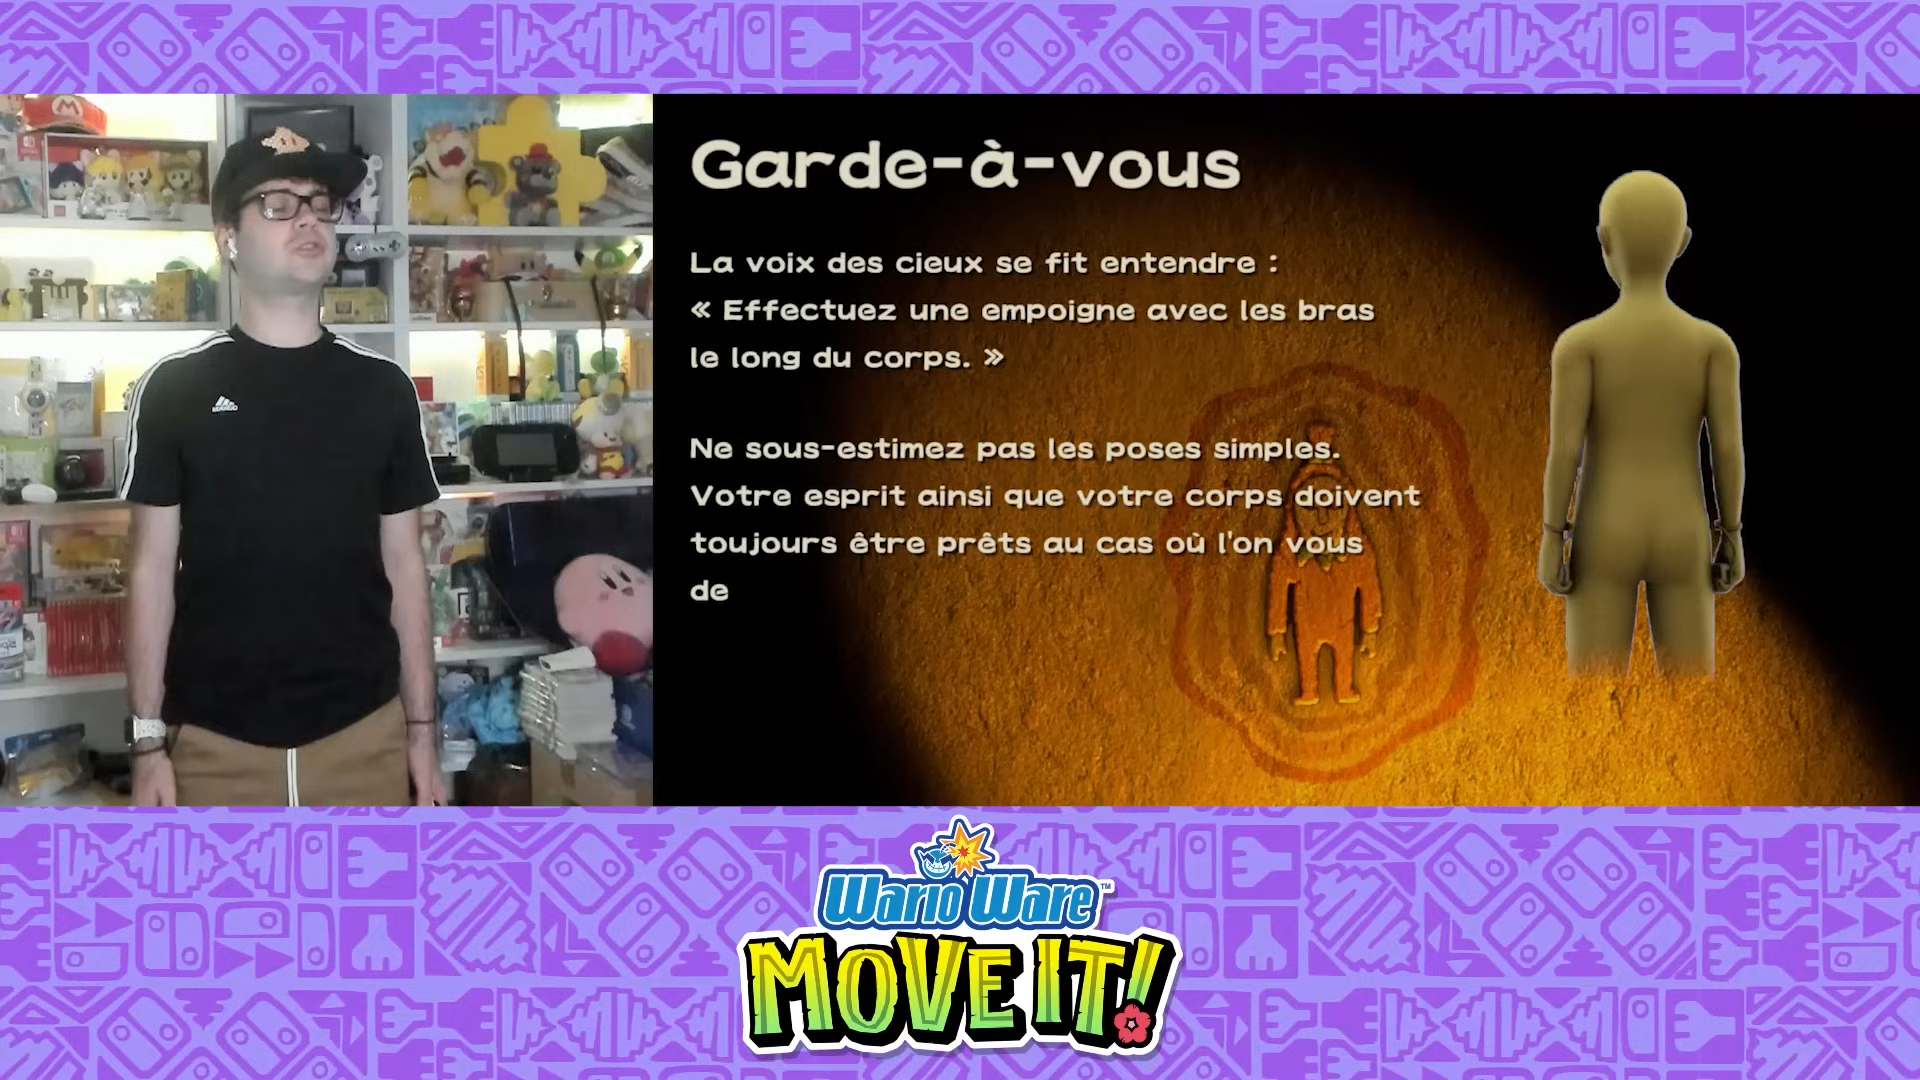 Garde-à-vous
La voix des cieux se fit entendre :
« Effectuez une empoigne avec les bras
le long du corps. »
Ne sous-estimez pas les poses simples.
Votre esprit ainsi que votre corps doivent
toujours être prêts au cas où l'on vous
de
Wario Ware™
MOVE IT!